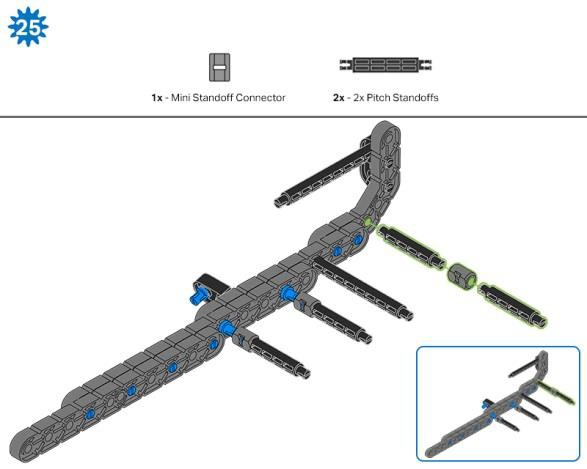 25
1x - Mini Standoff Connector
2x - 2x Pitch Standoffs